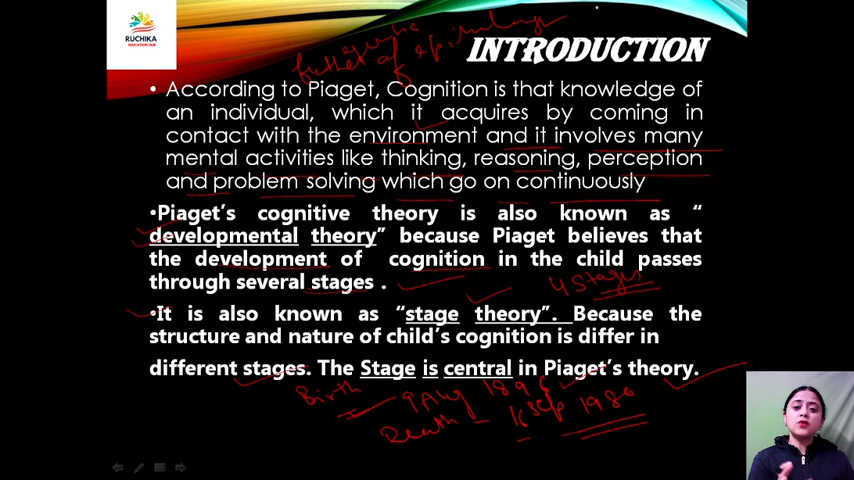 RUCHIKA
EDUCATION HUB
INTRODUCTION
father of
• According to Piaget, Cognition is that knowledge of
an individual, which it acquires by coming in
contact with the environment and it involves many
mental activities like thinking, reasoning, perception
and problem solving which go on continuously
•Piaget's cognitive theory is also known as “
developmental theory” because Piaget believes that
the development of cognition in the child passes
through several stages .
4 Stages
•It is also known as “stage theory”. Because the
structure and nature of child's cognition is differ in
different stages. The Stage is central in Piaget's theory.
Birth 9 Aug 1896
Death - 16 Sep 1980